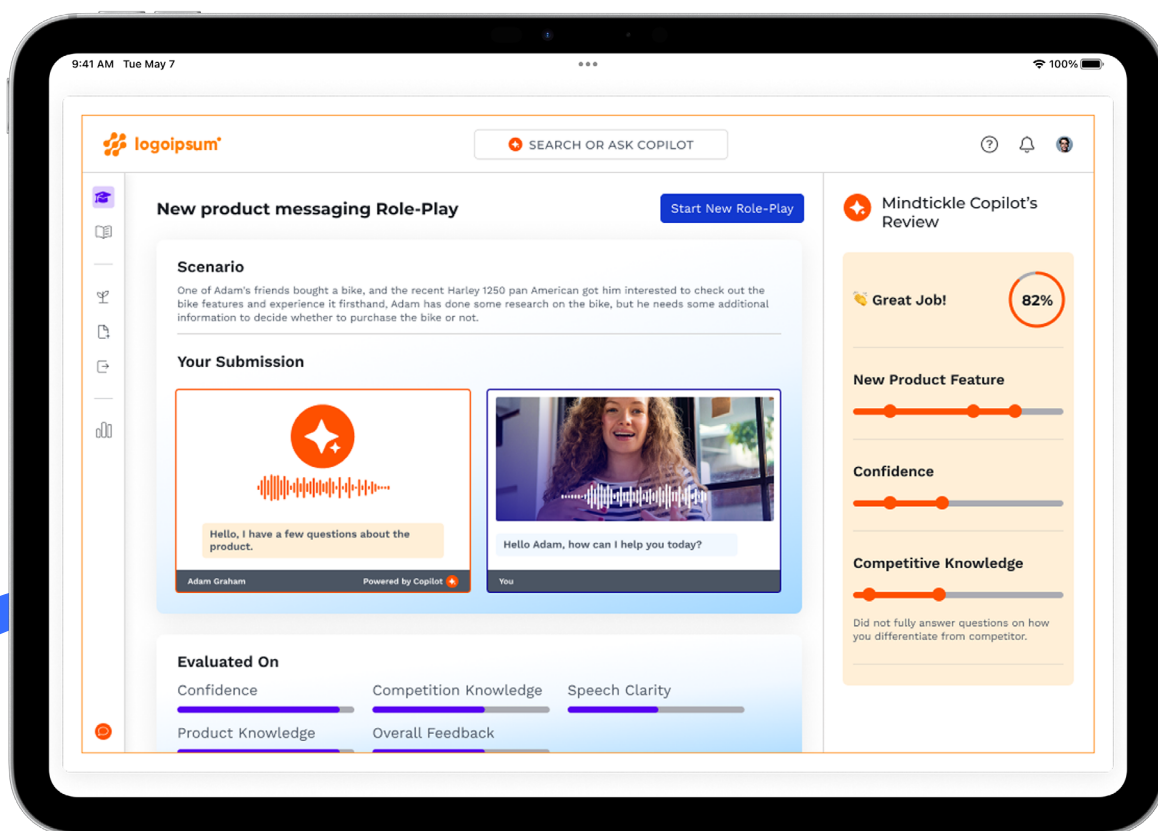 9:41 AM Tue May 7
100%
logoipsum
SEARCH OR ASK COPILOT
New product messaging Role-Play
Start New Role-Play
Scenario
One of Adam's friends bought a bike, and the recent Harley 1250 pan American got him interested to check out the
bike features and experience it firsthand, Adam has done some research on the bike, but he needs some additional
information to decide whether to purchase the bike or not.
Your Submission
Hello, I have a few questions about the
product.
Adam Graham
Powered by Copilot
Hello Adam, how can I help you today?
You
Evaluated On
Confidence
Competition Knowledge
Speech Clarity
Product Knowledge
Overall Feedback
Mindtickle Copilot's
Review
Great Job!
82%
New Product Feature
Confidence
Competitive Knowledge
Did not fully answer questions on how
you differentiate from competitor.